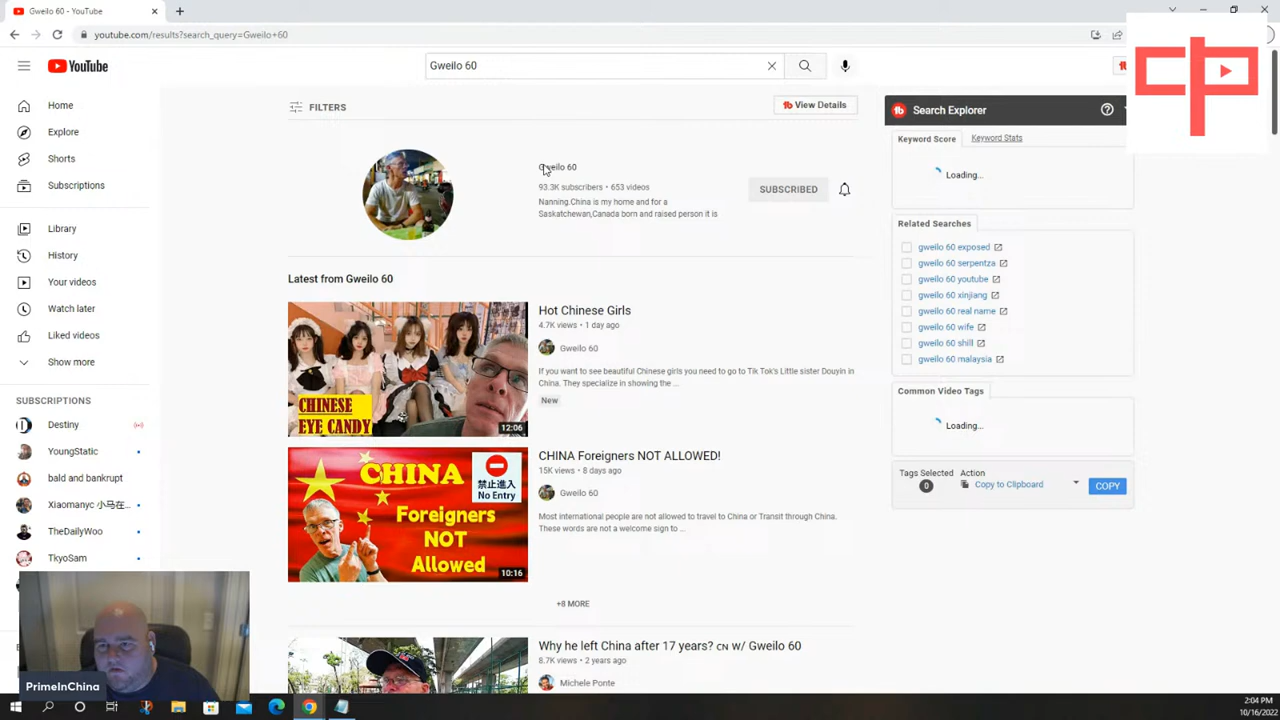 Gweilo 60 - YouTube
youtube.com/results?search_query=Gweilo+60
YouTube
Gweilo 60
Home
Explore
Shorts
Subscriptions
Library
History
Your videos
Watch later
Liked videos
Show more
SUBSCRIPTIONS
Destiny
YoungStatic
bald and bankrupt
Xiaomanyc 小马在...
TheDailyWoo
TkyoSam
PrimeInChina
FILTERS
View Details
Gweilo 60
93.3K subscribers • 653 videos
Nanning.China is my home and for a
Saskatchewan,Canada born and raised person it is
SUBSCRIBED
Latest from Gweilo 60
CHINESE
EYE CANDY
12:06
Hot Chinese Girls
4.7K views • 1 day ago
Gweilo 60
If you want to see beautiful Chinese girls you need to go to Tik Tok's Little sister Douyin in
China. They specialize in showing the ...
New
CHINA
Foreigners
NOT
Allowed
禁止進入
No Entry
10:16
CHINA Foreigners NOT ALLOWED!
15K views • 8 days ago
Gweilo 60
Most international people are not allowed to travel to China or Transit through China.
These words are not a welcome sign to ...
+8 MORE
Why he left China after 17 years? CN w/ Gweilo 60
8.7K views • 2 years ago
Michele Ponte
Search Explorer
Keyword Score
Keyword Stats
Loading...
Related Searches
gweilo 60 exposed
gweilo 60 serpentza
gweilo 60 youtube
gweilo 60 xinjiang
gweilo 60 real name
gweilo 60 wife
gweilo 60 shill
gweilo 60 malaysia
Common Video Tags
Loading...
Tags Selected
0
Action
Copy to Clipboard
COPY
2:04 PM
10/16/2022